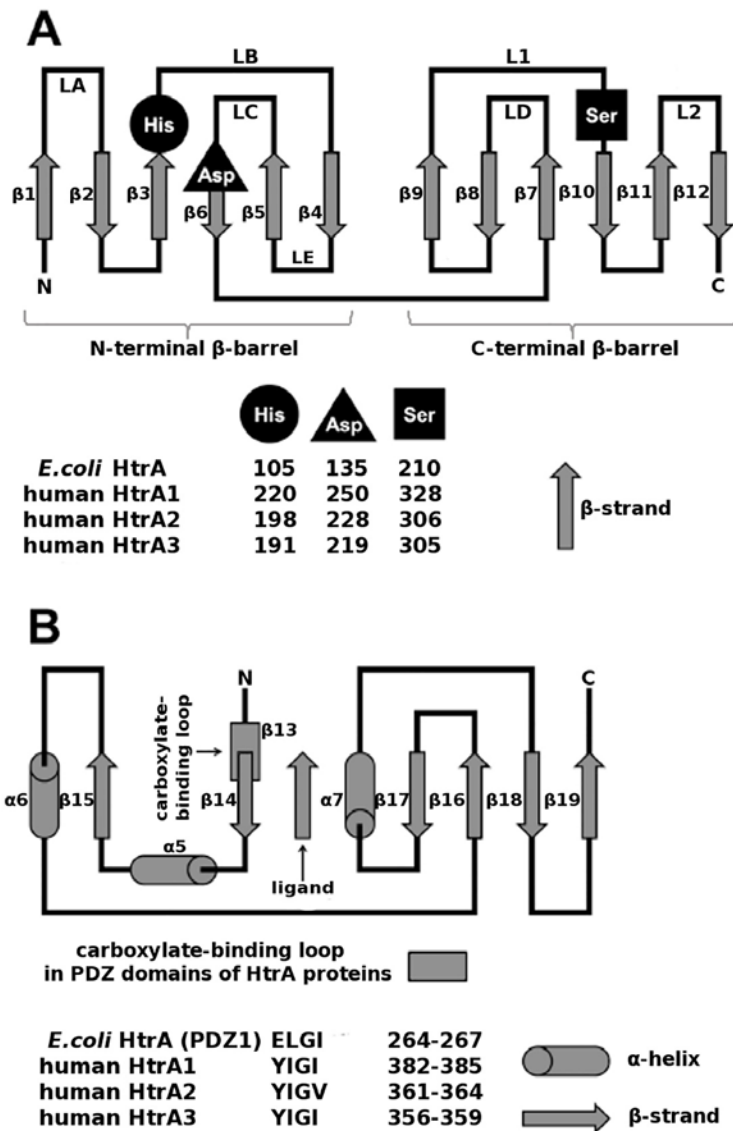 A
LB
L1
LA
LC
LD
L2
His
Ser
Asp
β1
β2
β3
β6
β5
β4
β9
β8
β7
β10
β11
β12
LE
N
C
N-terminal β-barrel
C-terminal β-barrel
His
Asp
Ser
E.coli HtrA 105 135 210
human HtrA1 220 250 328
human HtrA2 198 228 306
human HtrA3 191 219 305
β-strand
B
N
C
carboxylate-
binding loop
β13
α6
β15
β14
α7
β17
β16
β18
β19
α5
ligand
carboxylate-binding loop
in PDZ domains of HtrA proteins
E.coli HtrA (PDZ1) ELGI 264-267
human HtrA1 YIGI 382-385
human HtrA2 YIGV 361-364
human HtrA3 YIGI 356-359
α-helix
β-strand